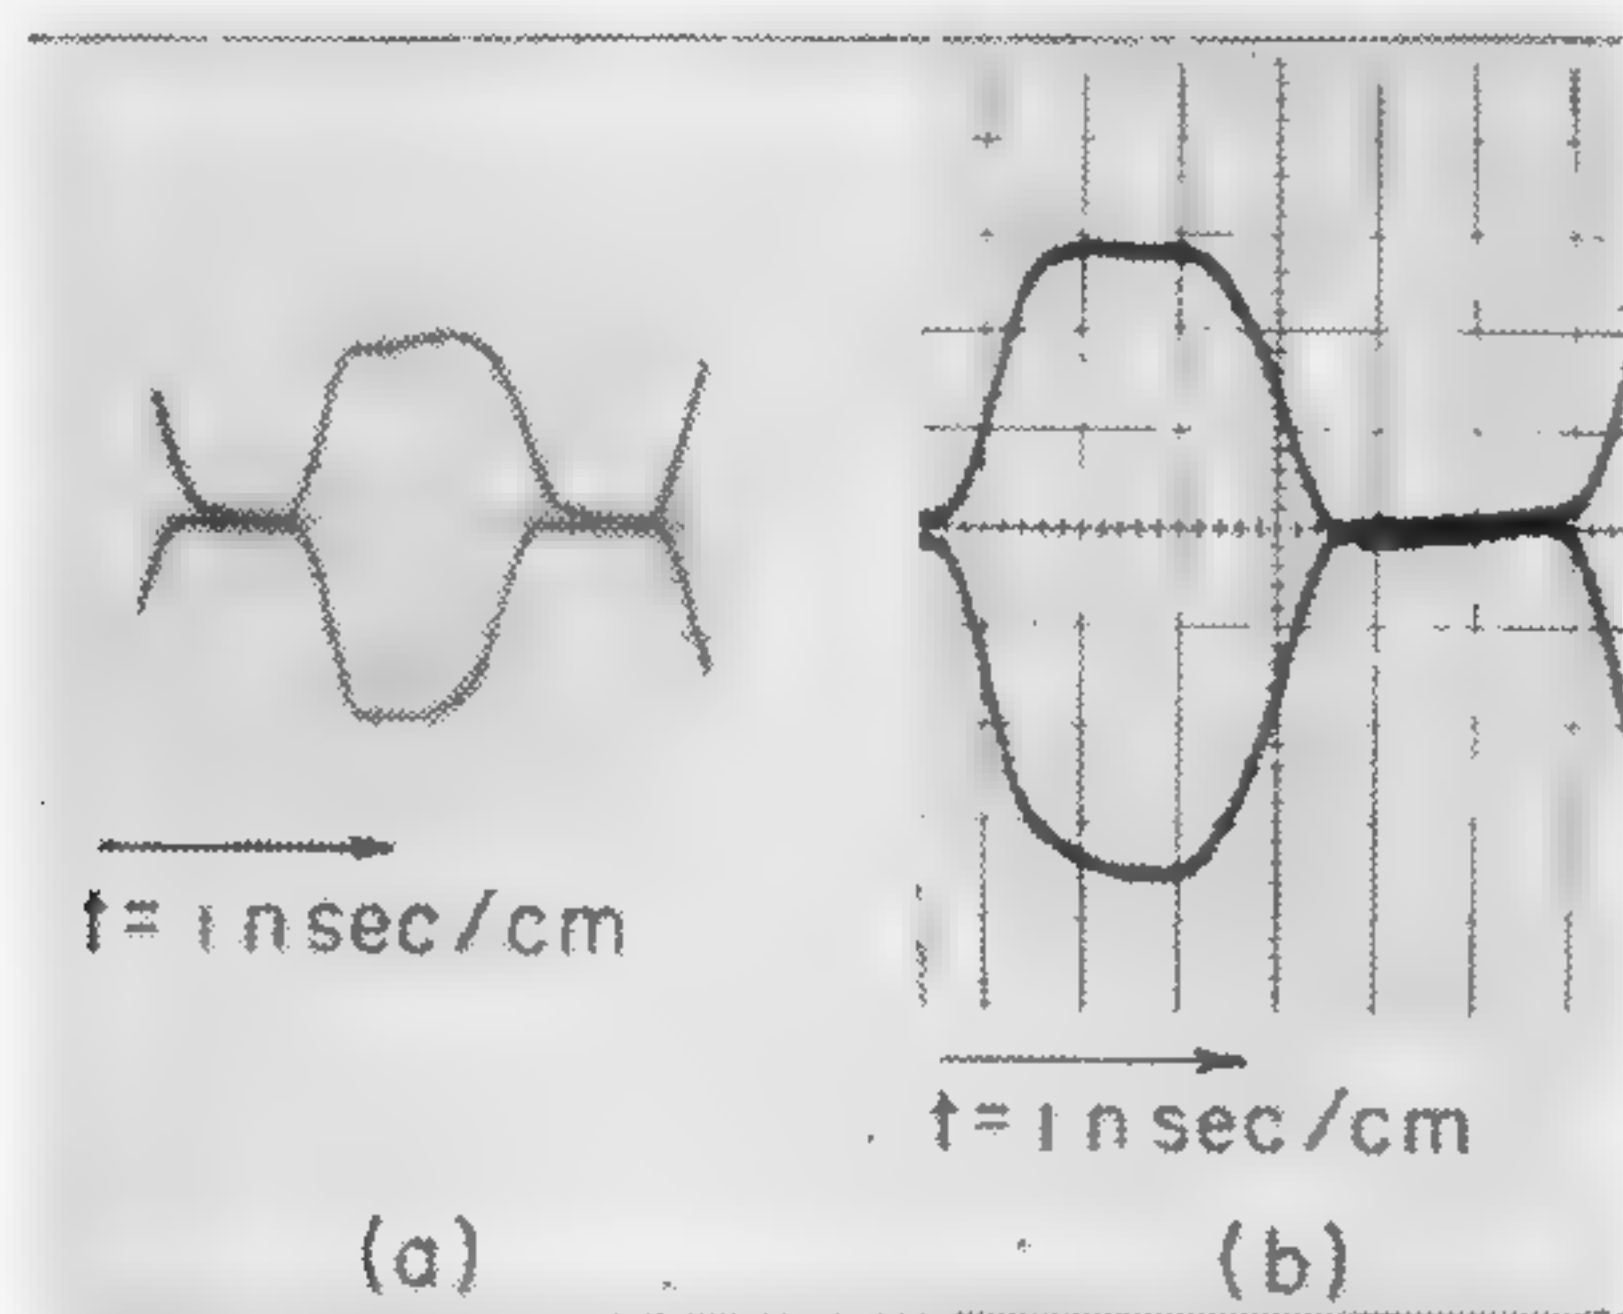 t = 1 nsec/cm
t = 1 nsec/cm
(a)
(b)